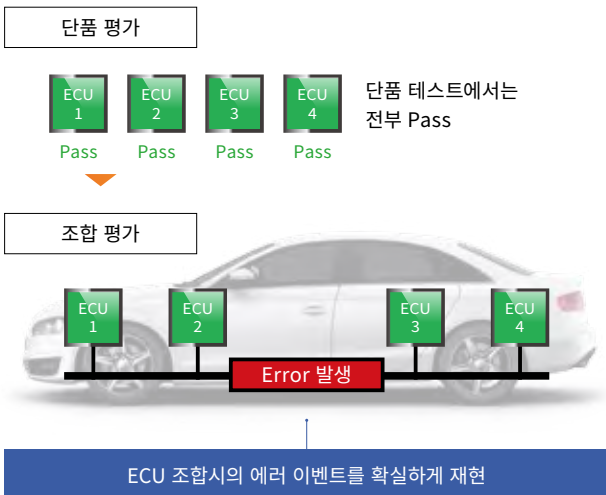 단품 평가
ECU
1
ECU
2
ECU
3
ECU
4
Pass
Pass
Pass
Pass
단품 테스트에서는
전부 Pass
조합 평가
ECU
1
ECU
2
ECU
3
ECU
4
Error 발생
ECU 조합시의 에러 이벤트를 확실하게 재현